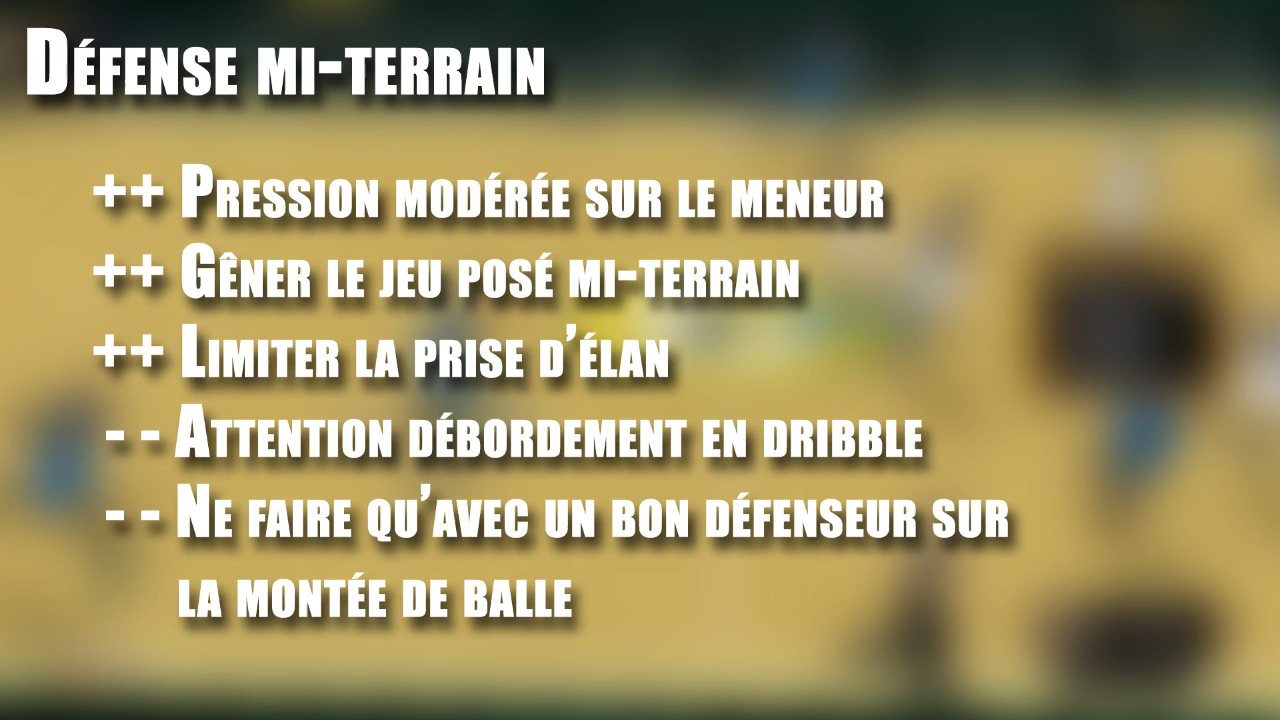 Défense mi-terrain
++ Pression modérée sur le meneur
++ Gêner le jeu posé mi-terrain
++ Limiter la prise d’élan
- - Attention débordement en dribble
- - Ne faire qu’avec un bon défenseur sur
la montée de balle